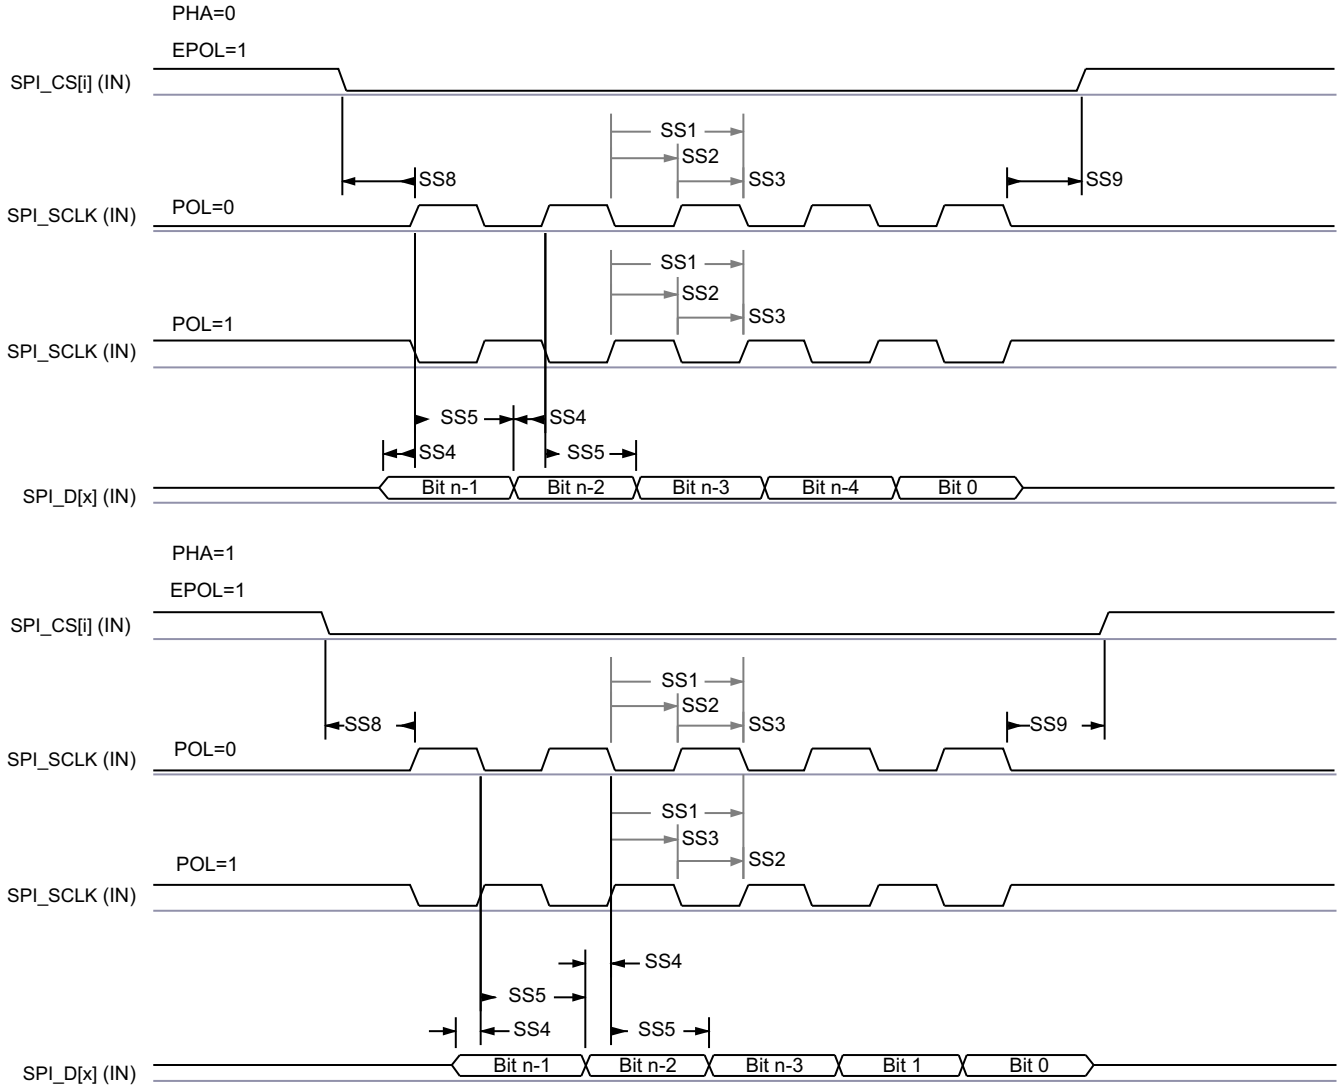 PHA=0
EPOL=1
SPI_CS[i] (IN)
SS1
SS2
SS8
SS3
SS9
POL=0
SPI_SCLK (IN)
SS1
SS2
SS3
POL=1
SPI_SCLK (IN)
SS5
SS4
SS4
SS5
SPI_D[x] (IN)
Bit n-1
Bit n-2
Bit n-3
Bit n-4
Bit 0
PHA=1
EPOL=1
SPI_CS[i] (IN)
SS1
SS2
SS8
SS3
SS9
POL=0
SPI_SCLK (IN)
SS1
SS3
SS2
POL=1
SPI_SCLK (IN)
SS4
SS5
SS4
SS5
SPI_D[x] (IN)
Bit n-1
Bit n-2
Bit n-3
Bit 1
Bit 0